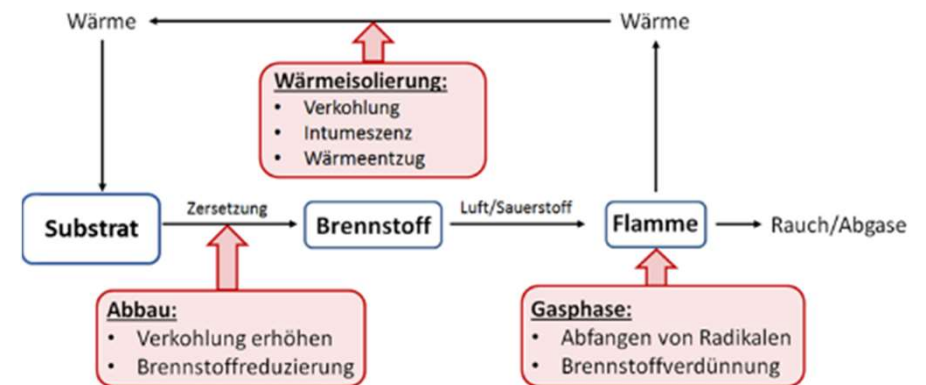 Wärme
Wärme
Wärmeisolierung:
• Verkohlung
• Intumeszenz
• Wärmeentzug
Substrat
Zersetzung
Brennstoff
Luft/Sauerstoff
Flamme
Rauch/Abgase
Abbau:
• Verkohlung erhöhen
• Brennstoffreduzierung
Gasphase:
• Abfangen von Radikalen
• Brennstoffverdünnung